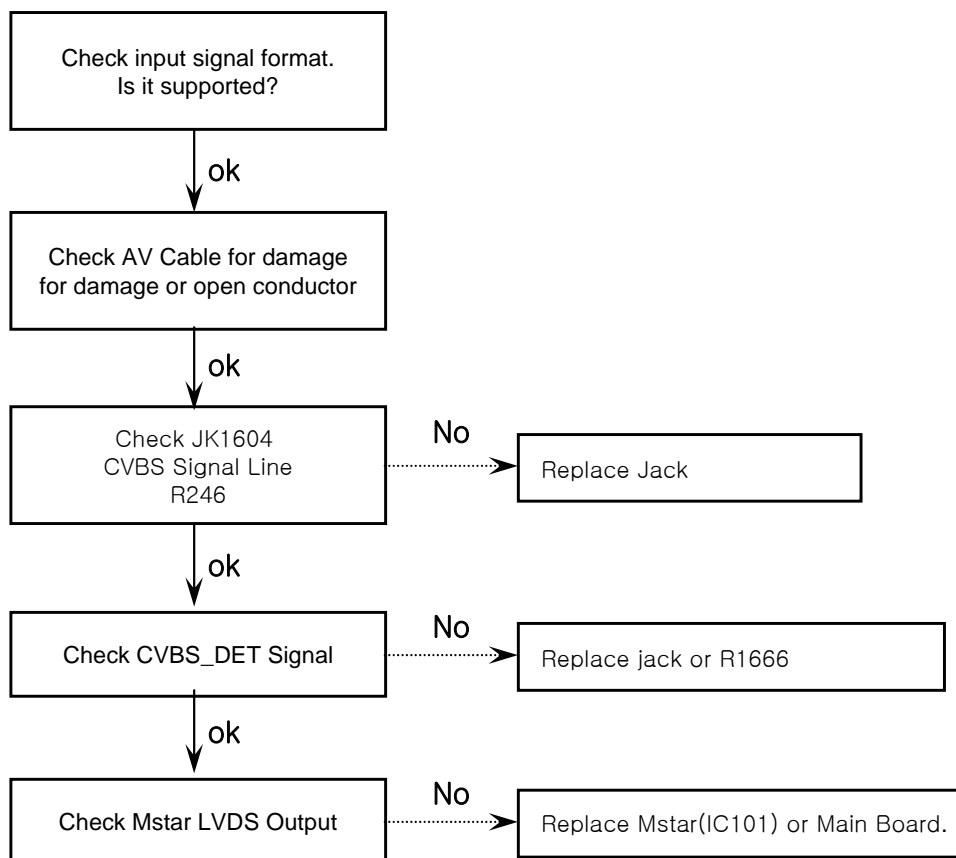 Check input signal format.
Is it supported?
ok
Check AV Cable for damage
for damage or open conductor
ok
Check JK1604
CVBS Signal Line
R246
No
Replace Jack
ok
Check CVBS_DET Signal
No
Replace jack or R1666
ok
Check Mstar LVDS Output
No
Replace Mstar(IC101) or Main Board.